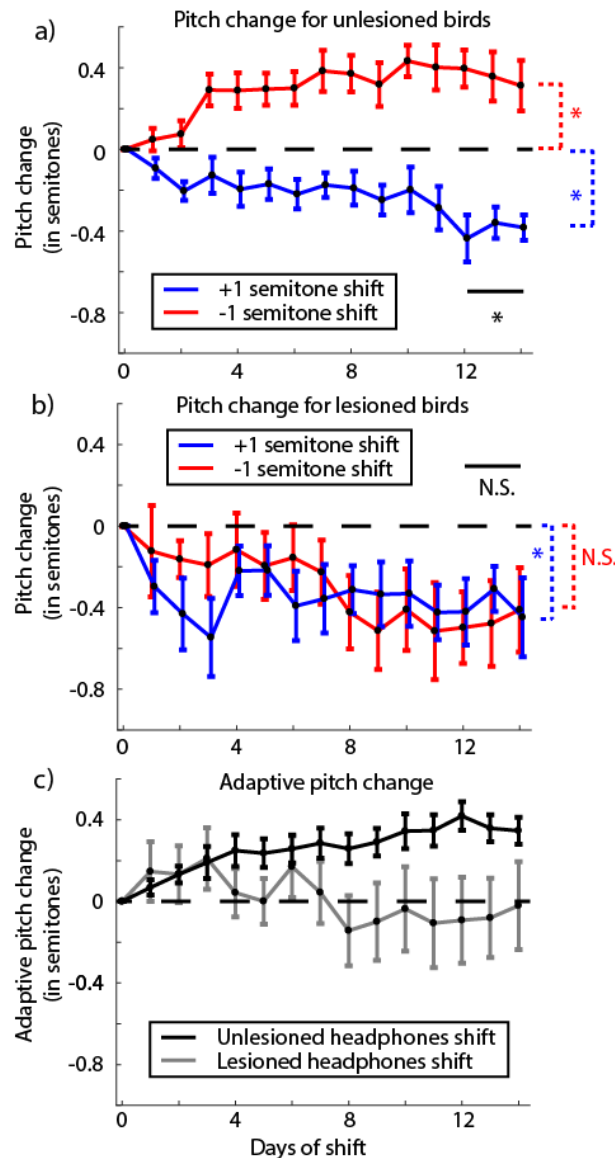 a)
Pitch change for unlesioned birds
Pitch change
(in semitones)
0.4
0
-0.4
-0.8
*
*
+1 semitone shift
-1 semitone shift
*
0
4
8
12
b)
Pitch change for lesioned birds
Pitch change
(in semitones)
+1 semitone shift
-1 semitone shift
0.4
0
-0.4
-0.8
N.S.
*
N.S.
0
4
8
12
c)
Adaptive pitch change
Adaptive pitch change
(in semitones)
0.4
0
-0.4
-0.8
Unlesioned headphones shift
Lesioned headphones shift
0
4
8
12
Days of shift